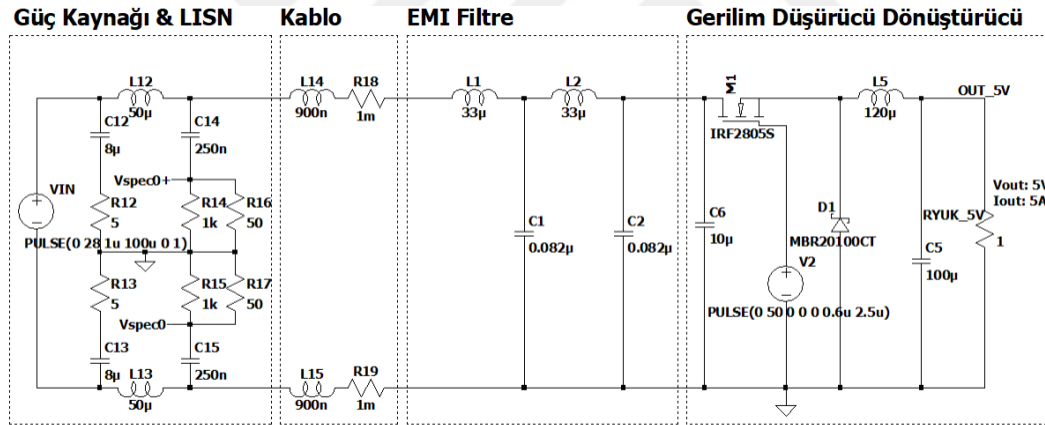 Güç Kaynağı & LISN
Kablo
EMI Filtre
Gerilim Düşürücü Dönüştürücü
L12
50µ
C12
8µ
C14
250n
Vspec0+
VIN
PULSE(0 28 1u 100u 0 1)
R12
5
R14
1k
R16
50
R13
5
R15
1k
R17
50
Vspec0-
C13
8µ
L13
50µ
C15
250n
L14
900n
R18
1m
L15
900n
R19
1m
L1
33µ
L2
33µ
C1
0.082µ
C2
0.082µ
M1
IRF2805S
L5
120µ
OUT_5V
C6
10µ
D1
MBR20100CT
V2
PULSE(0 50 0 0 0 0.6u 2.5u)
C5
100µ
RYUK_5V
1
Vout: 5V
Iout: 5A